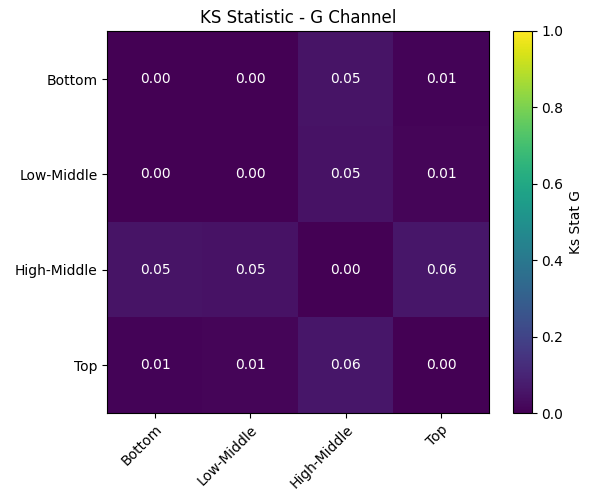 KS Statistic - G Channel
Bottom 0.00 0.00 0.05 0.01
Low-Middle 0.00 0.00 0.05 0.01
High-Middle 0.05 0.05 0.00 0.06
Top 0.01 0.01 0.06 0.00
Bottom Low-Middle High-Middle Top
1.0
0.8
0.6
0.4
0.2
0.0
Ks Stat G